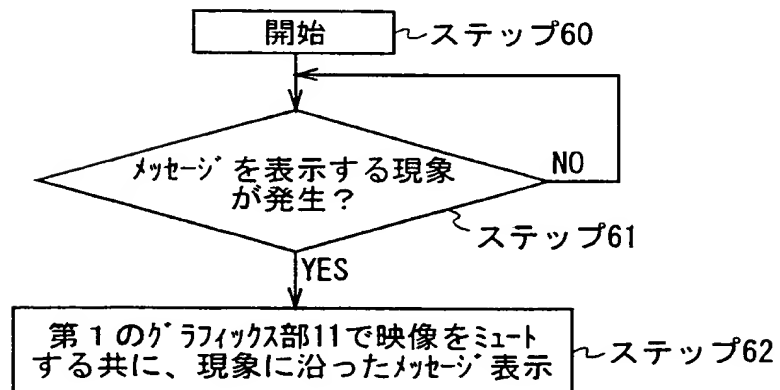 開始
ステップ60
ﾒｯｾｰｼﾞを表示する現象
が発生？
NO
ステップ61
YES
第１のｸﾞﾗﾌｨｯｸｽ部11で映像をﾐｭｰﾄ
する共に、現象に沿ったﾒｯｾｰｼﾞ表示
ステップ62